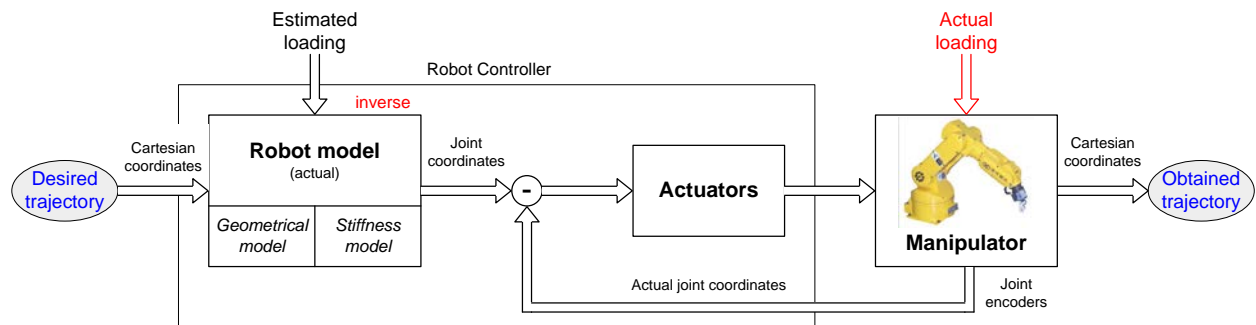 Estimated
loading
Actual
loading
Robot Controller
inverse
Cartesian
coordinates
Robot model
(actual)
Joint
coordinates
Cartesian
coordinates
Desired
trajectory
-
Actuators
Obtained
trajectory
Geometrical
model
Stiffness
model
Manipulator
Actual joint coordinates
Joint
encoders